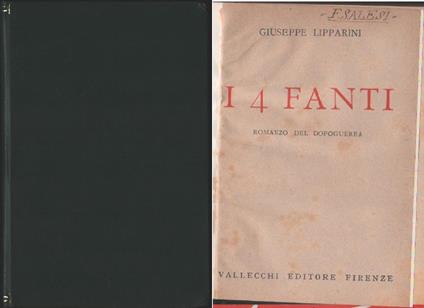 - F SALESI -
GIUSEPPE LIPPARINI
I 4 FANTI
ROMANZO DEL DOPOGUERRA
VALLECCHI EDITORE FIRENZE